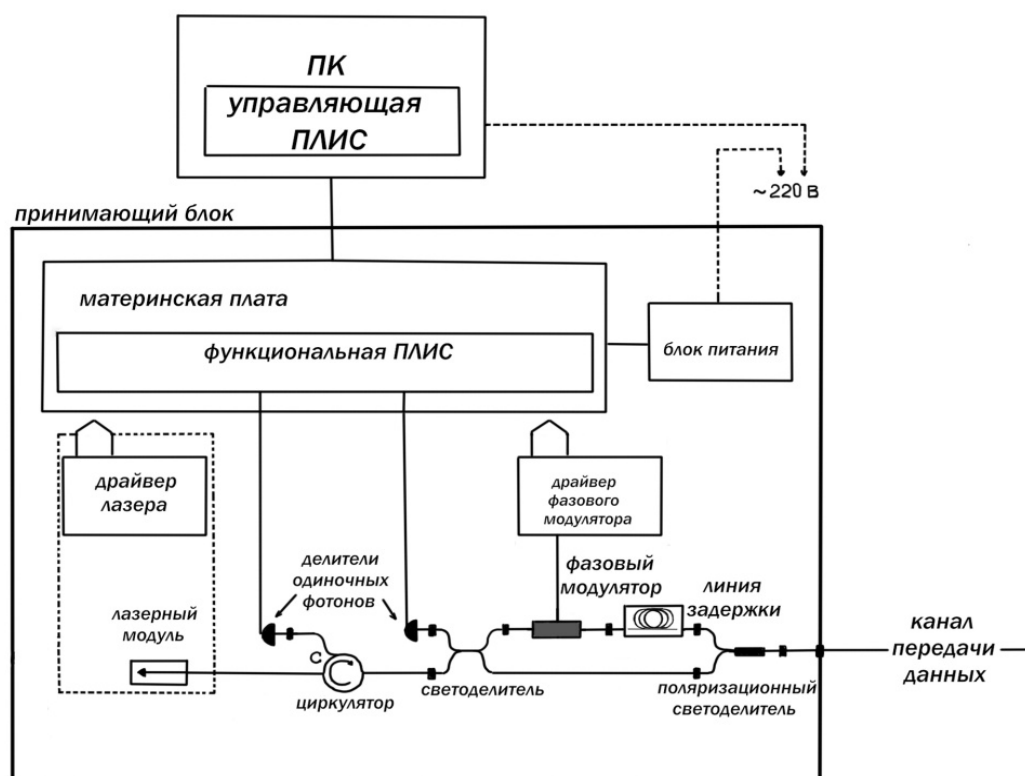 ПК
управляющая
ПЛИС
~220 В
принимающий блок
материнская плата
функциональная ПЛИС
блок питания
драйвер
лазера
драйвер
фазового
модулятора
делители
одиночных
фотонов
фазовый
модулятор
линия
задержки
лазерный
модуль
канал
передачи
данных
C
циркулятор
светоделитель
поляризационный
светоделитель